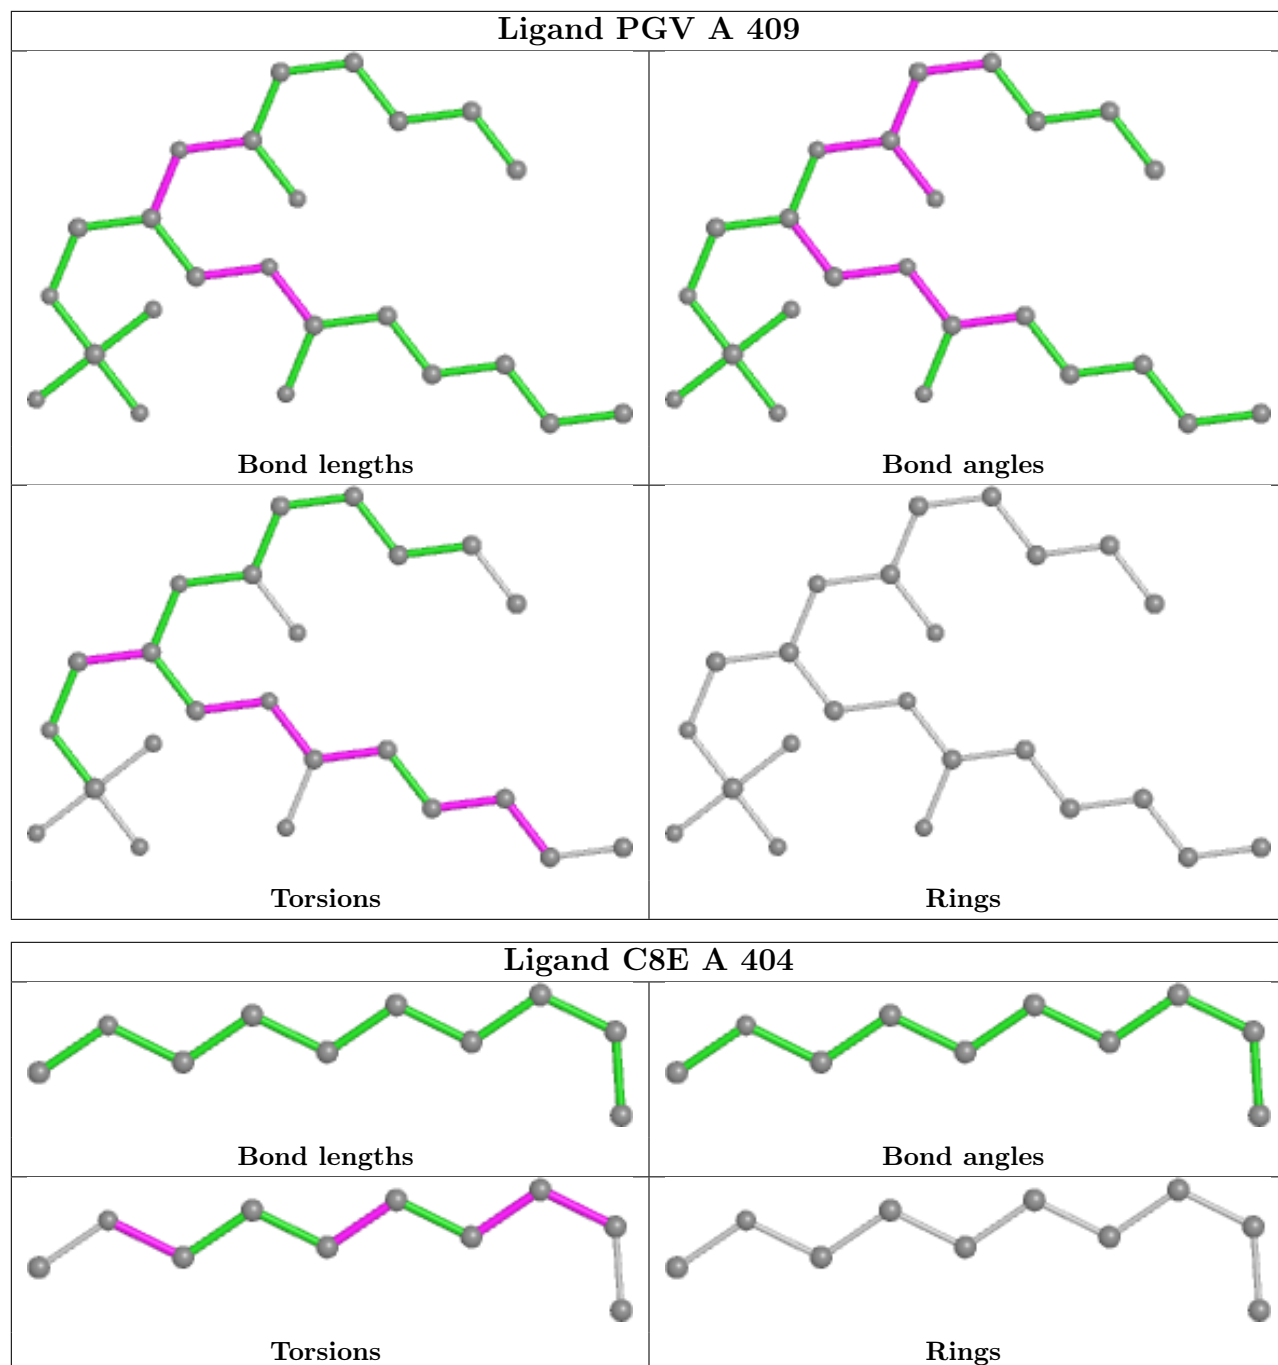 Ligand PGV A 409
Bond lengths
Bond angles
Torsions
Rings
Ligand C8E A 404
Bond lengths
Bond angles
Torsions
Rings